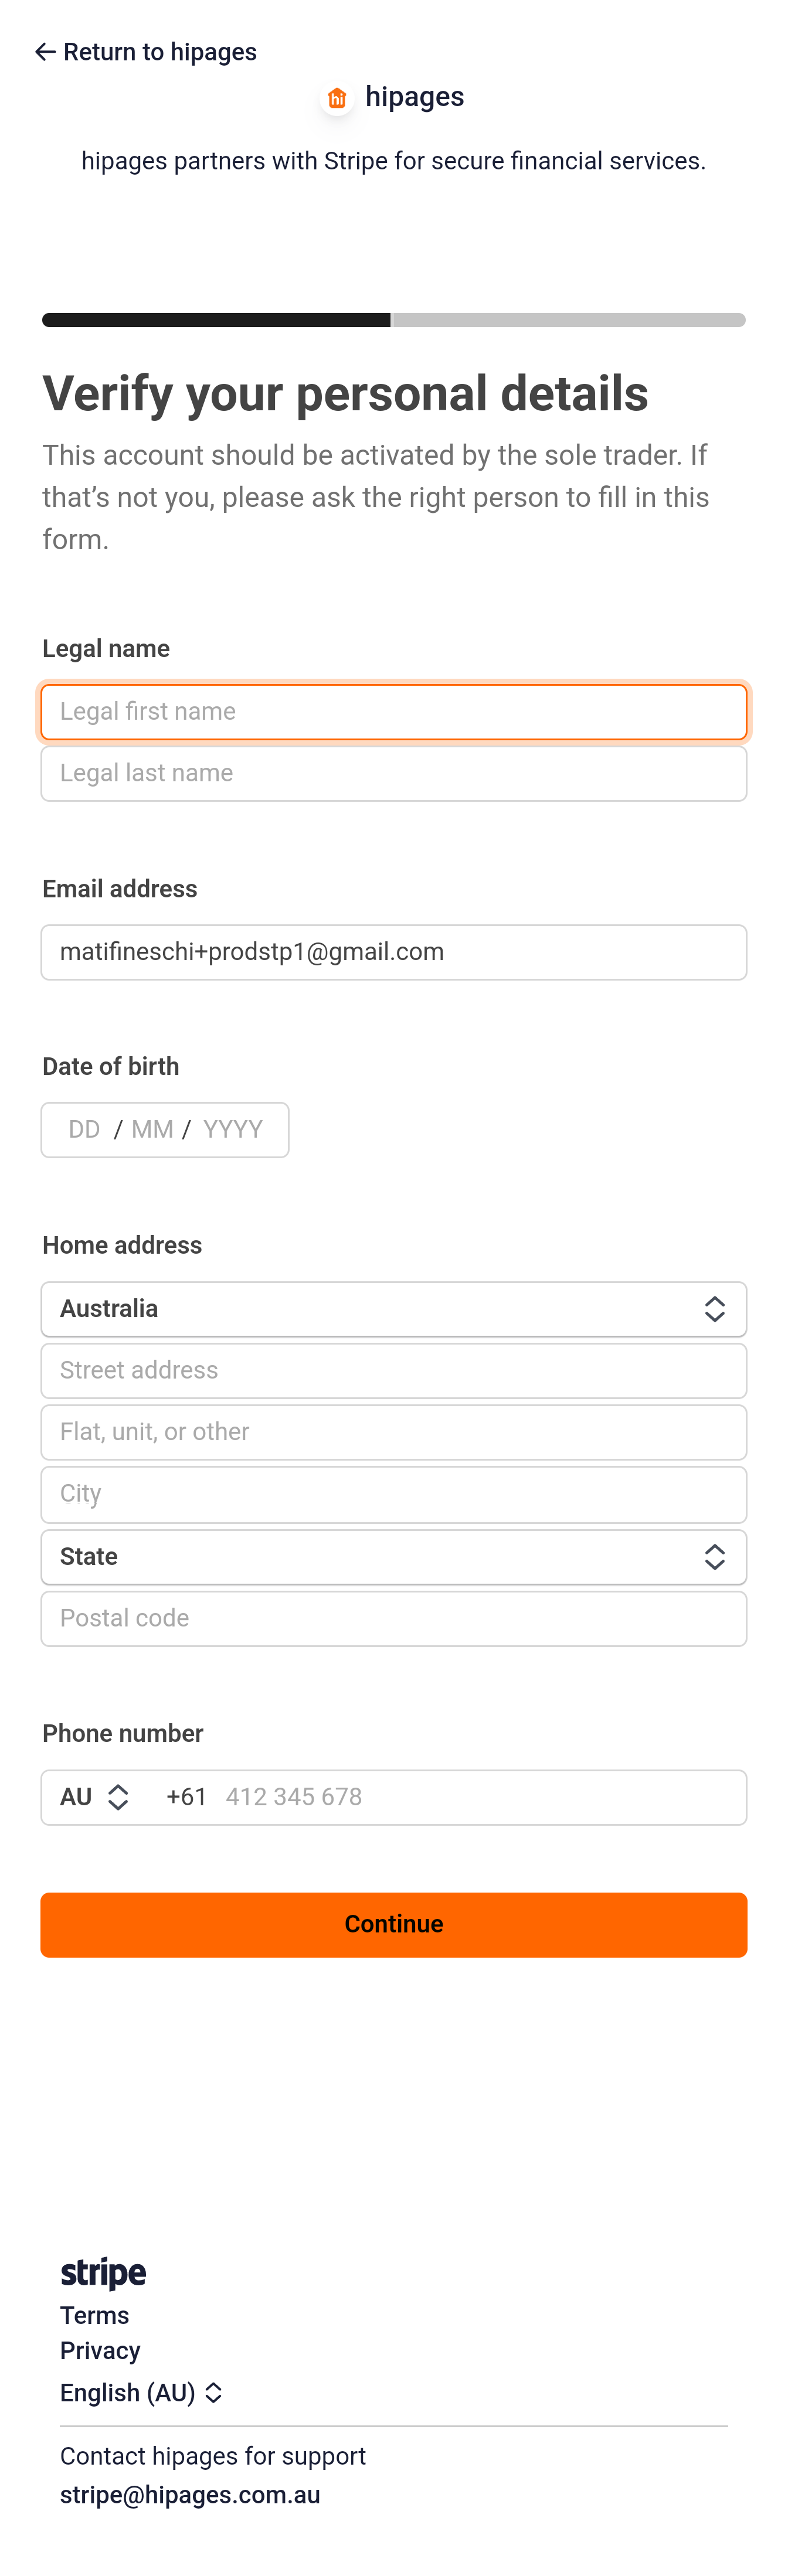 Return to hipages
hi hipages
hipages partners with Stripe for secure financial services.
Verify your personal details
This account should be activated by the sole trader. If
that’s not you, please ask the right person to fill in this
form.
Legal name
Legal first name
Legal last name
Email address
matifineschi+prodstp1@gmail.com
Date of birth
DD / MM / YYYY
Home address
Australia
Street address
Flat, unit, or other
City
State
Postal code
Phone number
AU +61 412 345 678
Continue
stripe
Terms
Privacy
English (AU)
Contact hipages for support
stripe@hipages.com.au